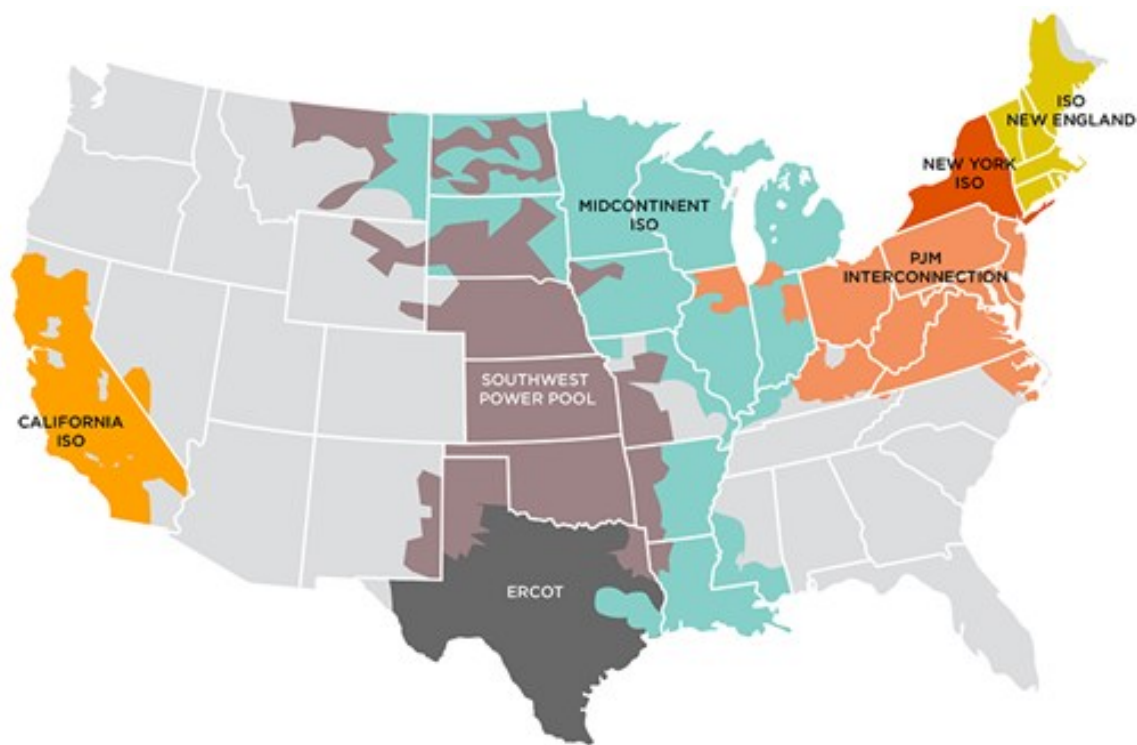 ISO
NEW ENGLAND
NEW YORK
ISO
MIDCONTINENT
ISO
PJM
INTERCONNECTION
SOUTHWEST
POWER POOL
CALIFORNIA
ISO
ERCOT